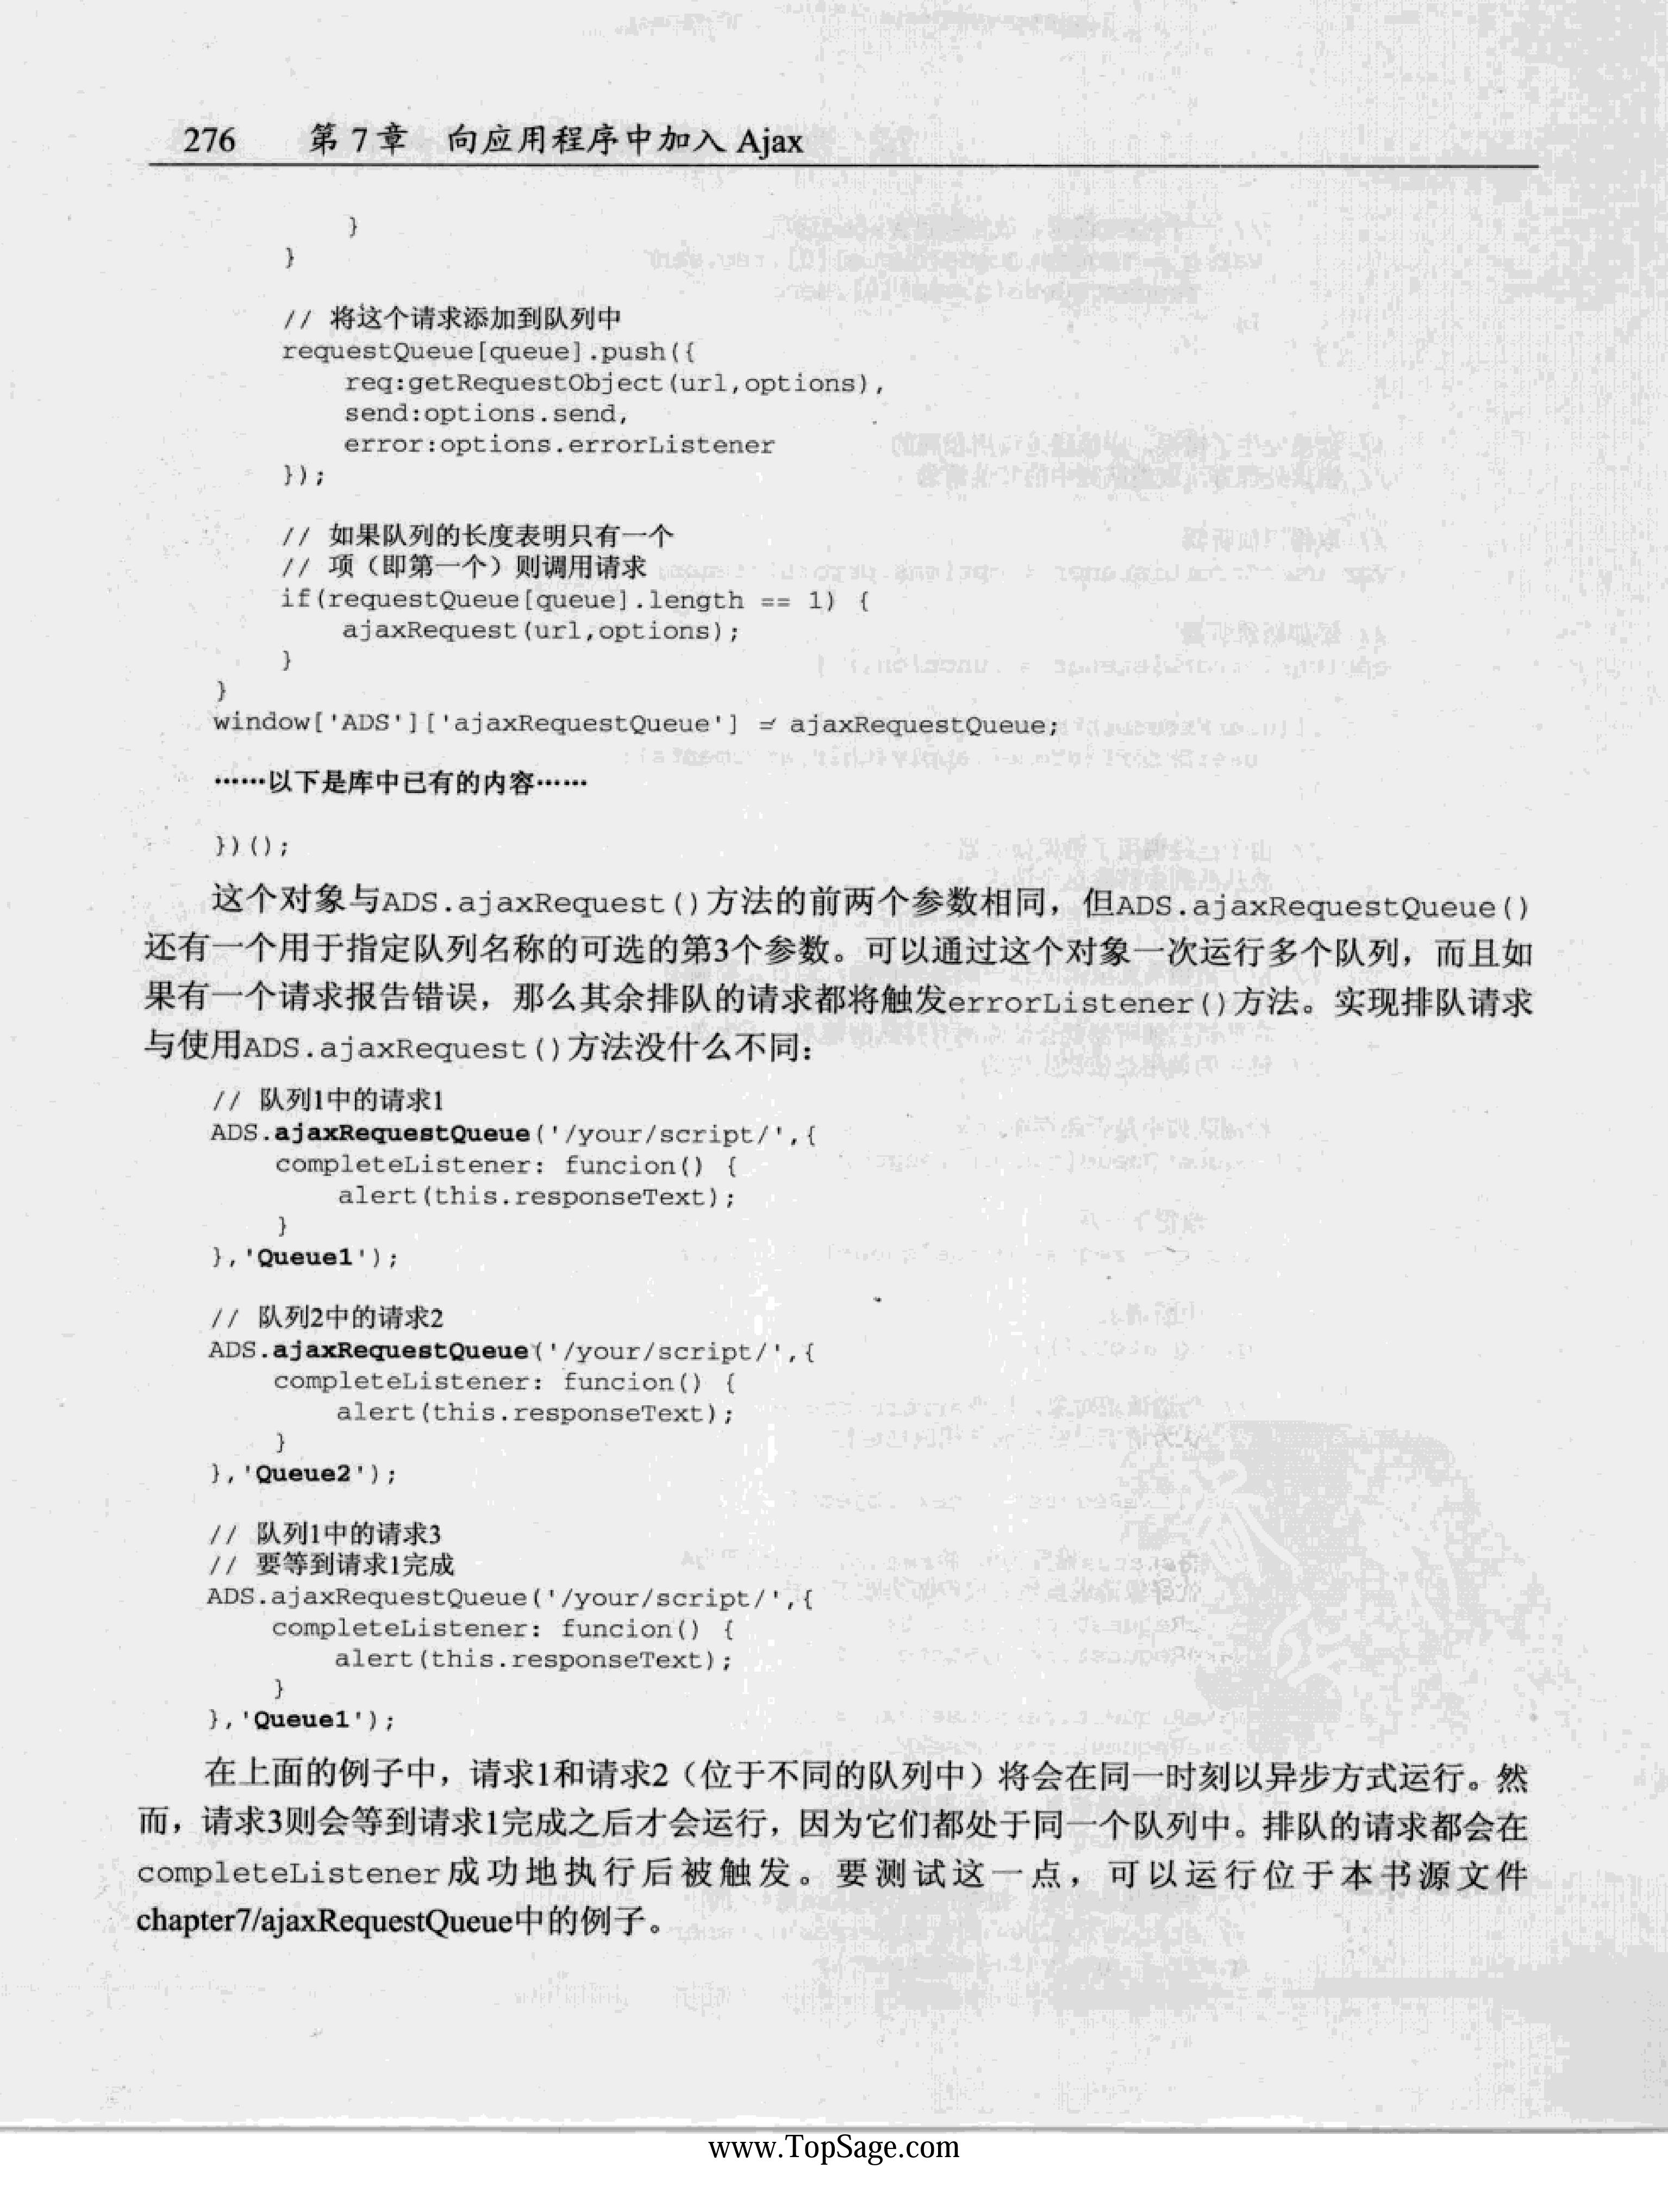 276 第 7 章 向应用程序中加入 Ajax
}
}
// 将这个请求添加到队列中
requestQueue[queue].push({
req:getRequestObject(url,options),
send:options.send,
error:options.errorListener
});
// 如果队列的长度表明只有一个
// 项（即第一个）则调用请求
if(requestQueue[queue].length == 1) {
ajaxRequest(url,options);
}
}
window['ADS']['ajaxRequestQueue'] = ajaxRequestQueue;
……以下是库中已有的内容……
})();
这个对象与ADS.ajaxRequest()方法的前两个参数相同，但ADS.ajaxRequestQueue()
还有一个用于指定队列名称的可选的第3个参数。可以通过这个对象一次运行多个队列，而且如
果有一个请求报告错误，那么其余排队的请求都将触发errorListener()方法。实现排队请求
与使用ADS.ajaxRequest()方法没什么不同：
// 队列1中的请求1
ADS.ajaxRequestQueue('/your/script/',{
completeListener: funcion() {
alert(this.responseText);
}
},'Queue1');
// 队列2中的请求2
ADS.ajaxRequestQueue('/your/script/',{
completeListener: funcion() {
alert(this.responseText);
}
},'Queue2');
// 队列1中的请求3
// 要等到请求1完成
ADS.ajaxRequestQueue('/your/script/',{
completeListener: funcion() {
alert(this.responseText);
}
},'Queue1');
在上面的例子中，请求1和请求2（位于不同的队列中）将会在同一时刻以异步方式运行。然
而，请求3则会等到请求1完成之后才会运行，因为它们都处于同一个队列中。排队的请求都会在
completeListener成功地执行后被触发。要测试这一点，可以运行位于本书源文件
chapter7/ajaxRequestQueue中的例子。
www.TopSage.com